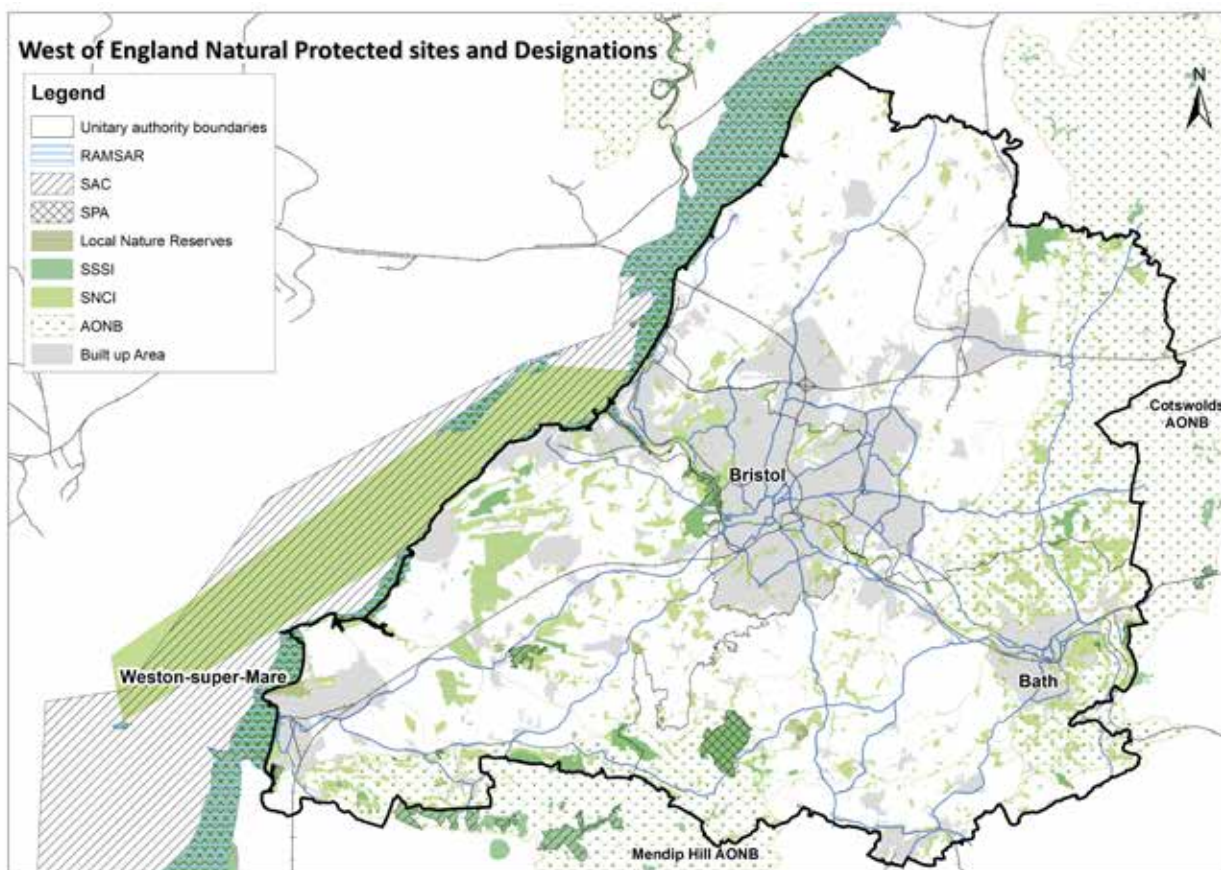 West of England Natural Protected sites and Designations
Legend
Unitary authority boundaries
RAMSAR
SAC
SPA
Local Nature Reserves
SSSI
SNCI
AONB
Built up Area
N
Cotswolds
AONB
Bristol
Weston-super-Mare
Bath
Mendip Hill AONB